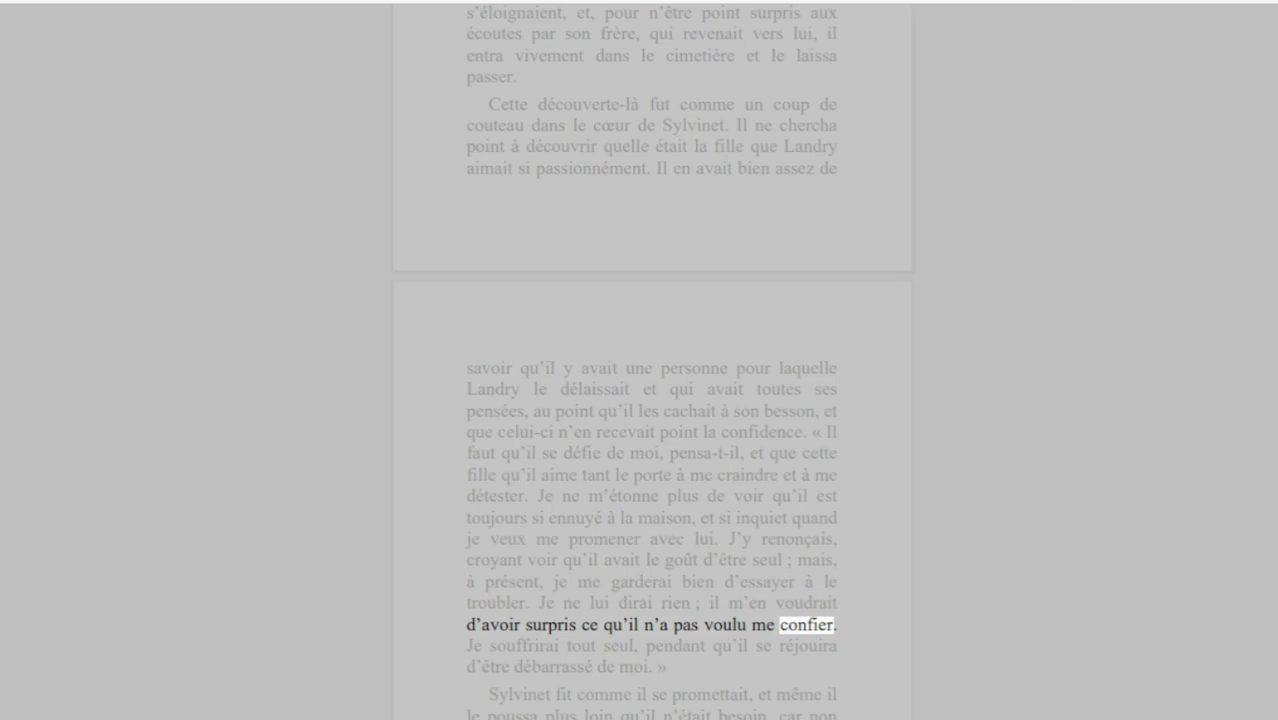 s’éloignaient, et, pour n’être point surpris aux
écoutes par son frère, qui revenait vers lui, il
entra vivement dans le cimetière et le laissa
passer.
Cette découverte-là fut comme un coup de
couteau dans le cœur de Sylvinet. Il ne chercha
point à découvrir quelle était la fille que Landry
aimait si passionnément. Il en avait bien assez de
savoir qu’il y avait une personne pour laquelle
Landry le délaissait et qui avait toutes ses
pensées, au point qu’il les cachait à son besson, et
que celui-ci n’en recevait point la confidence. « Il
faut qu’il se défie de moi, pensa-t-il, et que cette
fille qu’il aime tant le porte à me craindre et à me
détester. Je ne m’étonne plus de voir qu’il est
toujours si ennuyé à la maison, et si inquiet quand
je veux me promener avec lui. J’y renonçais,
croyant voir qu’il avait le goût d’être seul ; mais,
à présent, je me garderai bien d’essayer à le
troubler. Je ne lui dirai rien ; il m’en voudrait
d’avoir surpris ce qu’il n’a pas voulu me confier.
Je souffrirai tout seul, pendant qu’il se réjouira
d’être débarrassé de moi. »
Sylvinet fit comme il se promettait, et même il
le poussa plus loin qu’il n’était besoin, car non